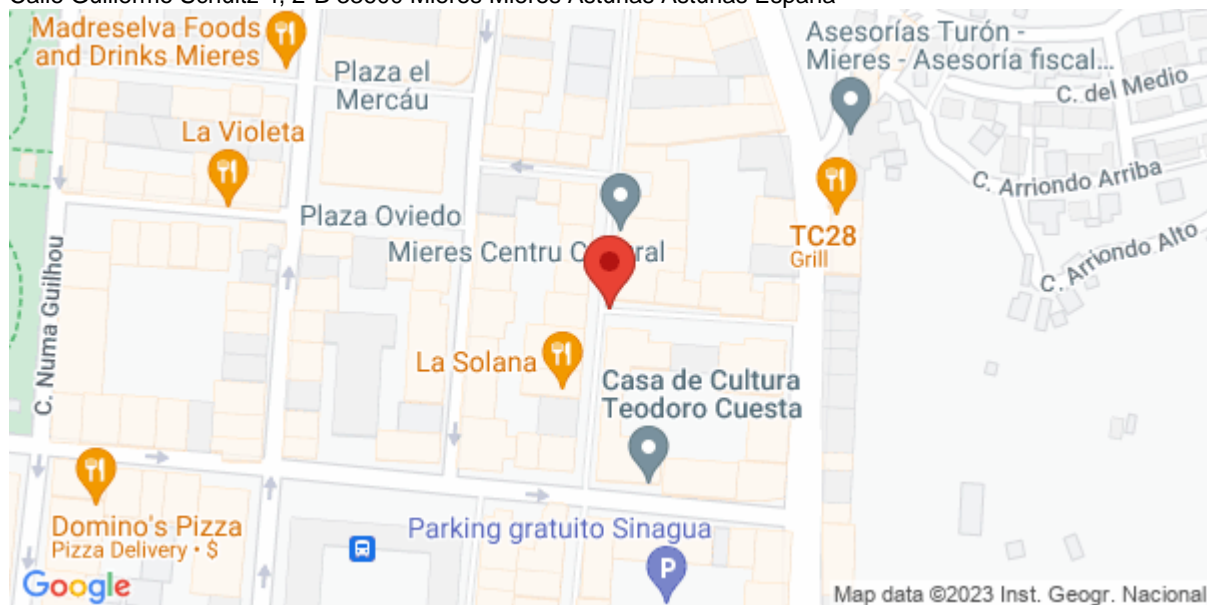 Calle Guillermo Schultz 4, 2-D 33600 Mieres Mieres Asturias Asturias España
Madreselva Foods
and Drinks Mieres
Plaza el
Mercáu
Asesorías Turón -
Mieres - Asesoría fiscal...
C. del Medio
La Violeta
C. Arriondo Arriba
Plaza Oviedo
TC28
Grill
Mieres Centru C ral
C. Arriondo Alto
C. Numa Guilhou
La Solana
Casa de Cultura
Teodoro Cuesta
Domino's Pizza
Pizza Delivery • $
Parking gratuito Sinagua
P
Google
Map data ©2023 Inst. Geogr. Nacional